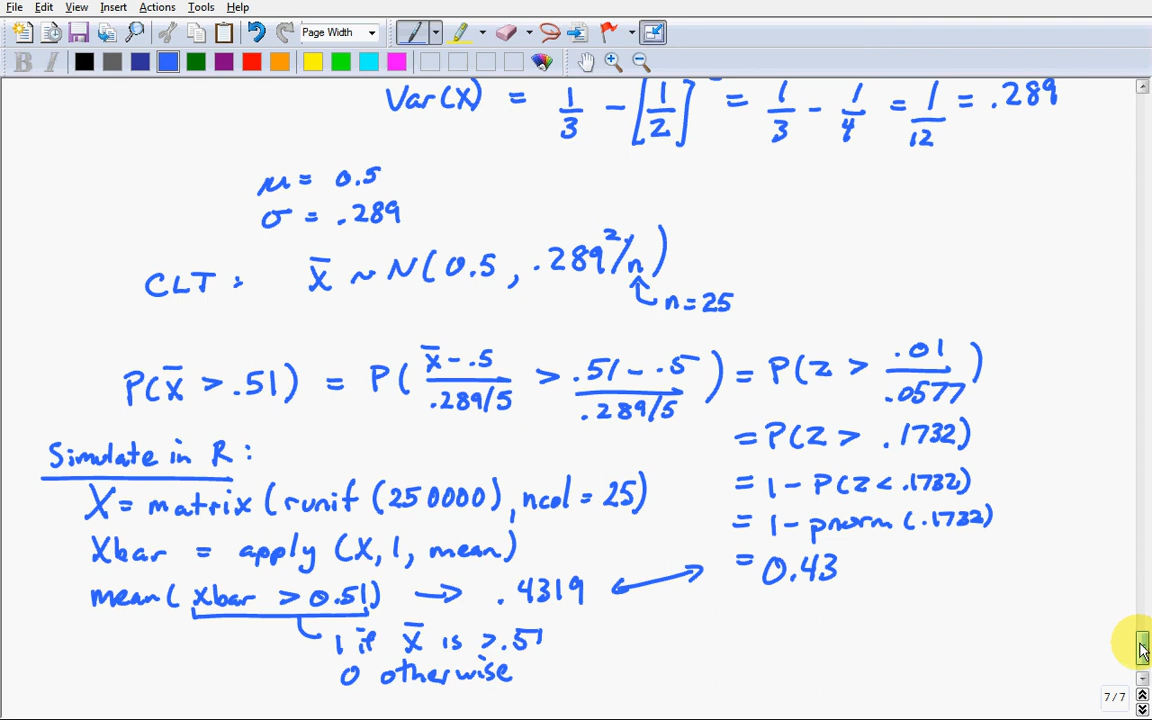 File Edit View Insert Actions Tools Help
Page Width
Var(X) = 1/3 - [1/2] = 1/3 - 1/4 = 1/12 = .289
μ = 0.5
σ = .289
CLT: x̄ ~ N(0.5, .289²/n)
n = 25
P(x̄ > .51) = P( (x̄ - .5)/(.289/5) > (.51 - .5)/(.289/5) ) = P(Z > .01/.0577)
= P(Z > .1732)
= 1 - P(Z < .1732)
= 1 - pnorm(.1732)
= 0.43
Simulate in R:
X = matrix(runif(250000), ncol = 25)
Xbar = apply(X, 1, mean)
mean(xbar > 0.51) → .4319 ↔
1 if x̄ is > .51
0 otherwise
7/7